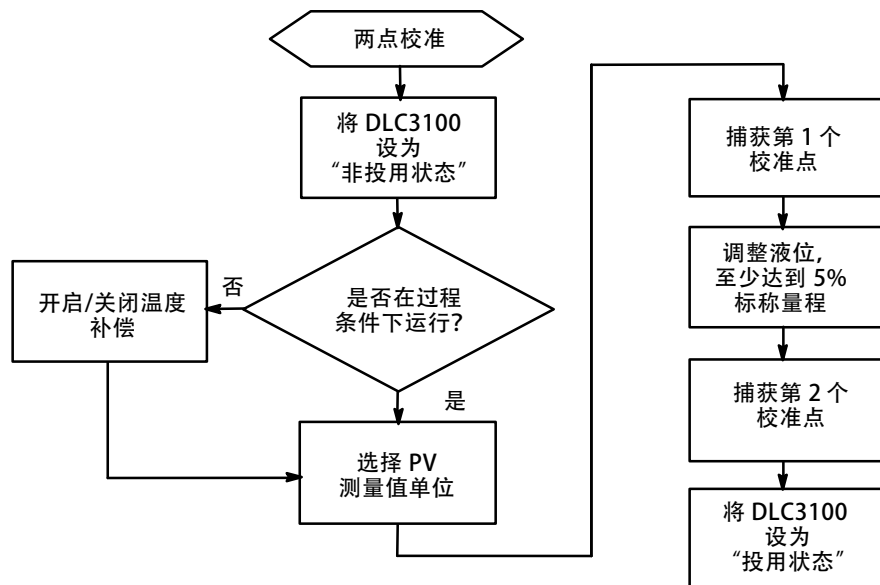 两点校准
将 DLC3100
设为
“非投用状态”
是否在过程
条件下运行?
否
开启/关闭温度
补偿
是
选择 PV
测量值单位
捕获第 1 个
校准点
调整液位,
至少达到 5%
标称量程
捕获第 2 个
校准点
将 DLC3100
设为
“投用状态”